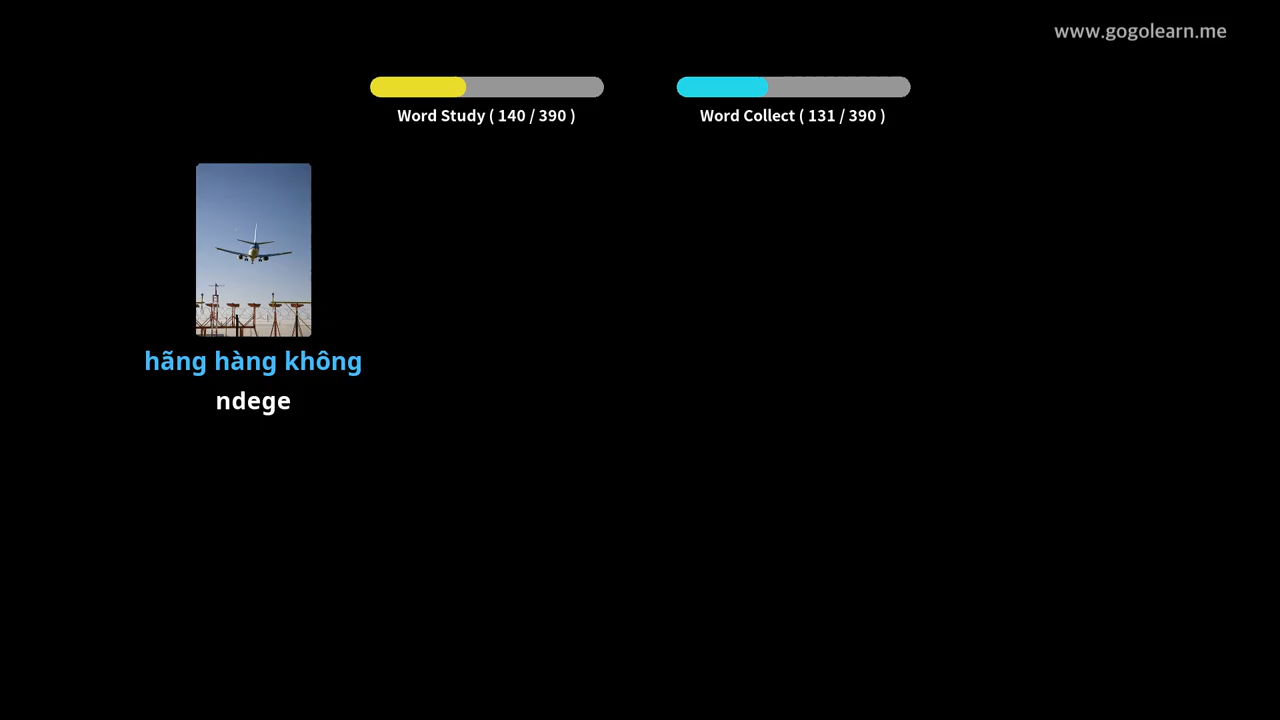 www.gogolearn.me
Word Study ( 140 / 390 )
Word Collect ( 131 / 390 )
hãng hàng không
ndege